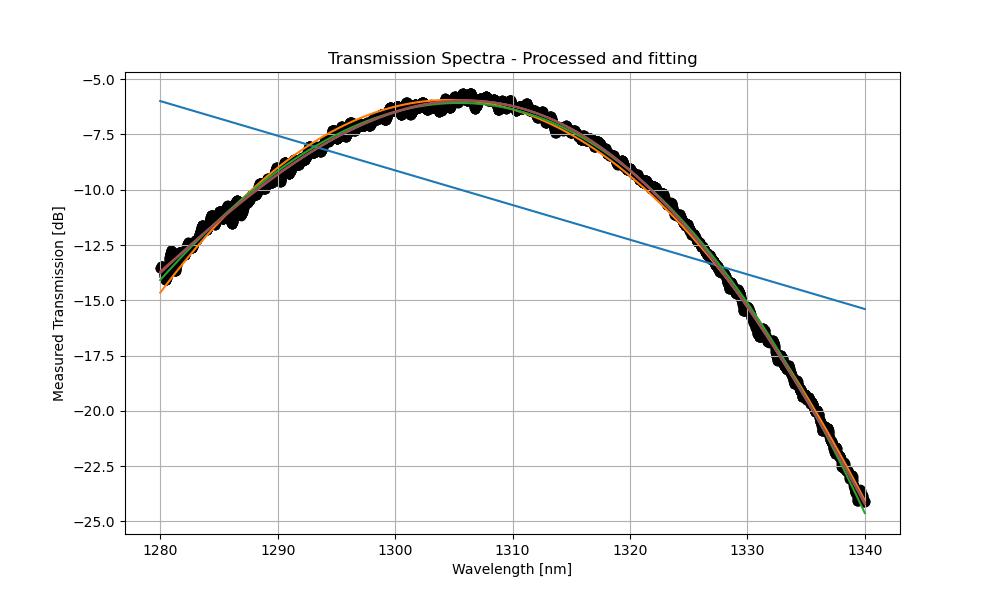 Transmission Spectra - Processed and fitting
Measured Transmission [dB]
−5.0
−7.5
−10.0
−12.5
−15.0
−17.5
−20.0
−22.5
−25.0
1280 1290 1300 1310 1320 1330 1340
Wavelength [nm]